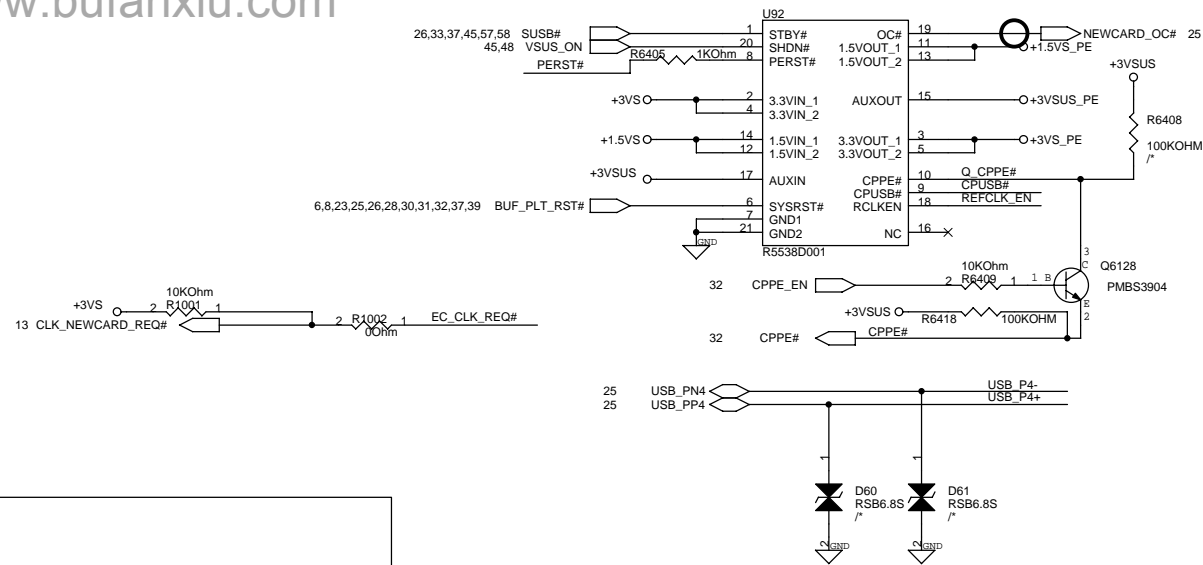 w.bufanxiu.com
U92
26,33,37,45,57,58 SUSB# 1 STBY# OC# 19 NEWCARD_OC# 25
45,48 VSUS_ON 20 SHDN# 1.5VOUT_1 11 +1.5VS_PE
PERST# R6405 1KOhm 8 PERST# 1.5VOUT_2 13
+3VSUS
+3VS 2 3.3VIN_1 AUXOUT 15 +3VSUS_PE
4 3.3VIN_2
R6408
100KOHM
/*
+1.5VS 14 1.5VIN_1 3.3VOUT_1 3 +3VS_PE
12 1.5VIN_2 3.3VOUT_2 5
+3VSUS 17 AUXIN CPPE# 10 Q_CPPE#
CPUSB# 9 CPUSB#
6,8,23,25,26,28,30,31,32,37,39 BUF_PLT_RST# 6 SYSRST# RCLKEN 18 REFCLK_EN
7 GND1
21 GND2 NC 16
GND
R5538D001
32 CPPE_EN 2 10KOhm R6409 1 1 B 3 C E 2 Q6128
PMBS3904
+3VSUS R6418 100KOHM
32 CPPE# CPPE#
10KOhm
+3VS 2 R1001 1
13 CLK_NEWCARD_REQ# 2 R1002 1 EC_CLK_REQ#
0Ohm
25 USB_PN4 USB_P4-
25 USB_PP4 USB_P4+
1 1
D60 D61
RSB6.8S RSB6.8S
/* /*
2 GND 2 GND